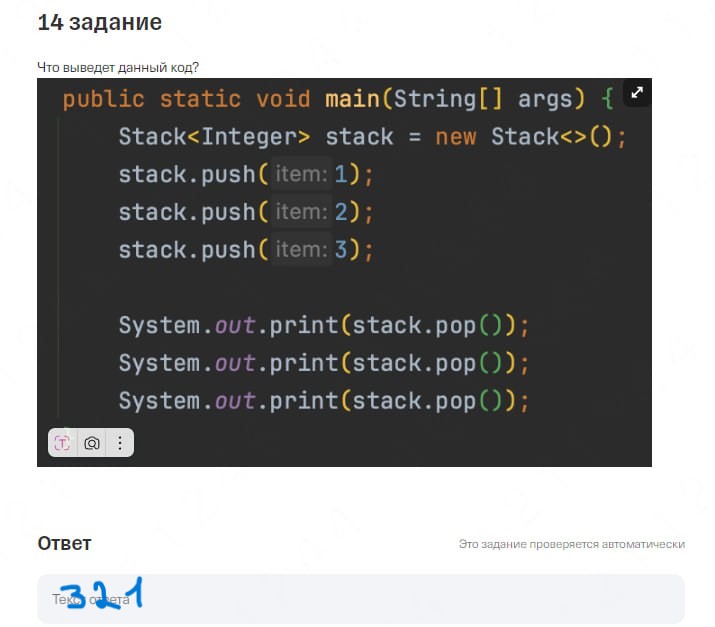 14 задание
Что выведет данный код?
public static void main(String[] args) {
Stack<Integer> stack = new Stack<>();
stack.push( item: 1);
stack.push( item: 2);
stack.push( item: 3);
System.out.print(stack.pop());
System.out.print(stack.pop());
System.out.print(stack.pop());
Ответ
Это задание проверяется автоматически
Текст ответа
321